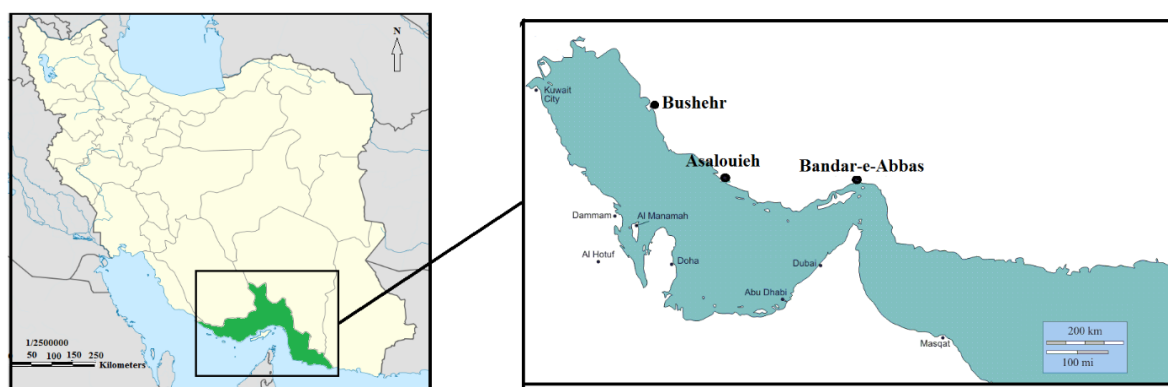 N
1/2500000
50 100 150 250
Kilometers
Kuwait
City
Bushehr
Asalouieh
Bandar-e-Abbas
Dammam
Al Manamah
Al Hotuf
Doha
Dubai
Abu Dhabi
Masqat
200 km
100 mi